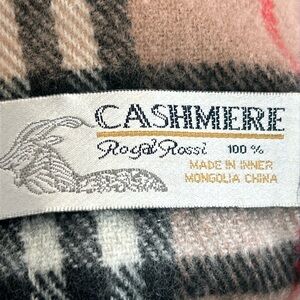 CASHMERE
Royal Rossi 100 %
MADE IN INNER
MONGOLIA CHINA